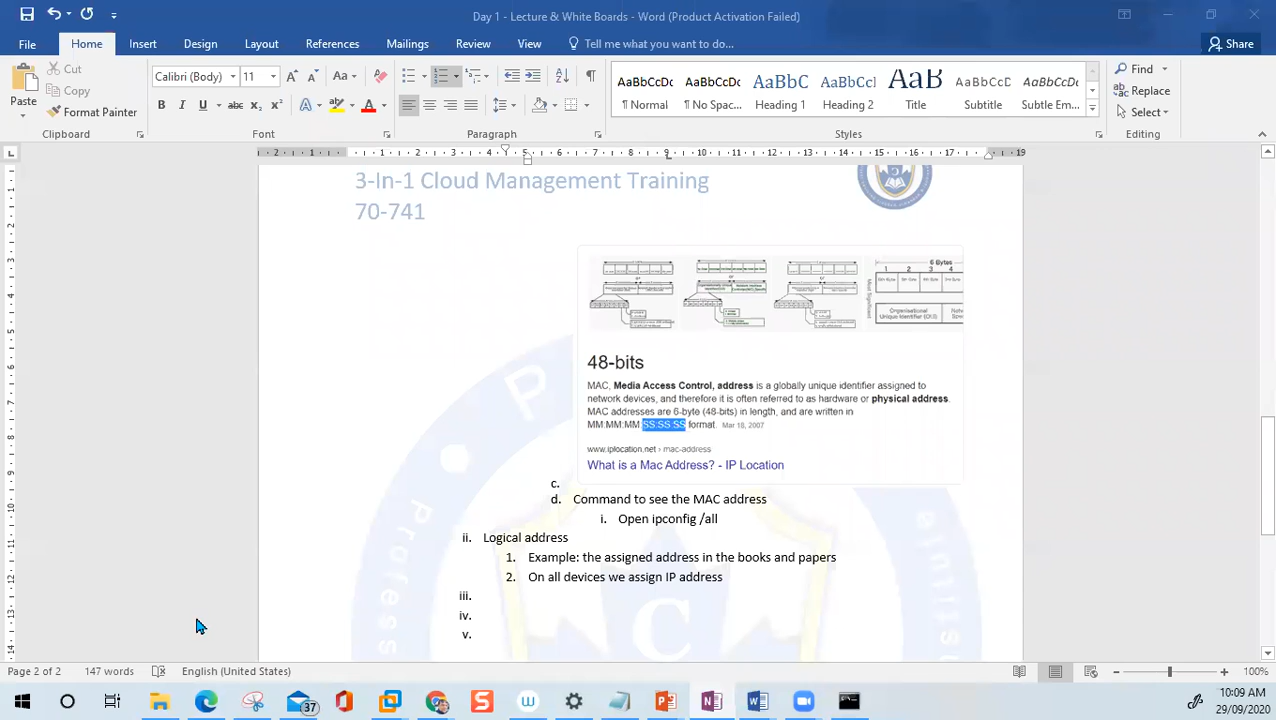 Day 1 - Lecture & White Boards - Word (Product Activation Failed)
File Home Insert Design Layout References Mailings Review View Tell me what you want to do... Share
Cut
Copy
Paste
Format Painter
Calibri (Body) 11
AaBbCcDc AaBbCcDc AaBbC AaBbCcD AaB AaBbCcD AaBbCcDc
¶ Normal ¶ No Spac... Heading 1 Heading 2 Title Subtitle Subtle Em...
Find
Replace
Select
Clipboard Font Paragraph Styles Editing
3-In-1 Cloud Management Training
70-741
6 Bytes
1 2 3 4
48-bits
MAC, Media Access Control, address is a globally unique identifier assigned to
network devices, and therefore it is often referred to as hardware or physical address.
MAC addresses are 6-byte (48-bits) in length, and are written in
MM:MM:MM:SS:SS:SS format. Mar 18, 2007
www.iplocation.net › mac-address
What is a Mac Address? - IP Location
c.
d. Command to see the MAC address
i. Open ipconfig /all
ii. Logical address
1. Example: the assigned address in the books and papers
2. On all devices we assign IP address
iii.
iv.
v.
Page 2 of 2 147 words English (United States) 100%
37
10:09 AM
29/09/2020